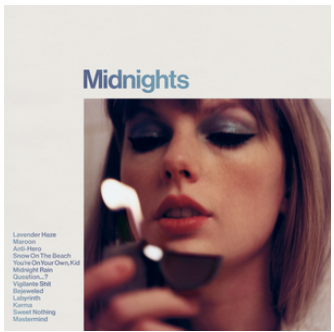 Midnights
Lavender Haze
Maroon
Anti-Hero
Snow On The Beach
You're On Your Own, Kid
Midnight Rain
Question...?
Vigilante Shit
Bejeweled
Labyrinth
Karma
Sweet Nothing
Mastermind